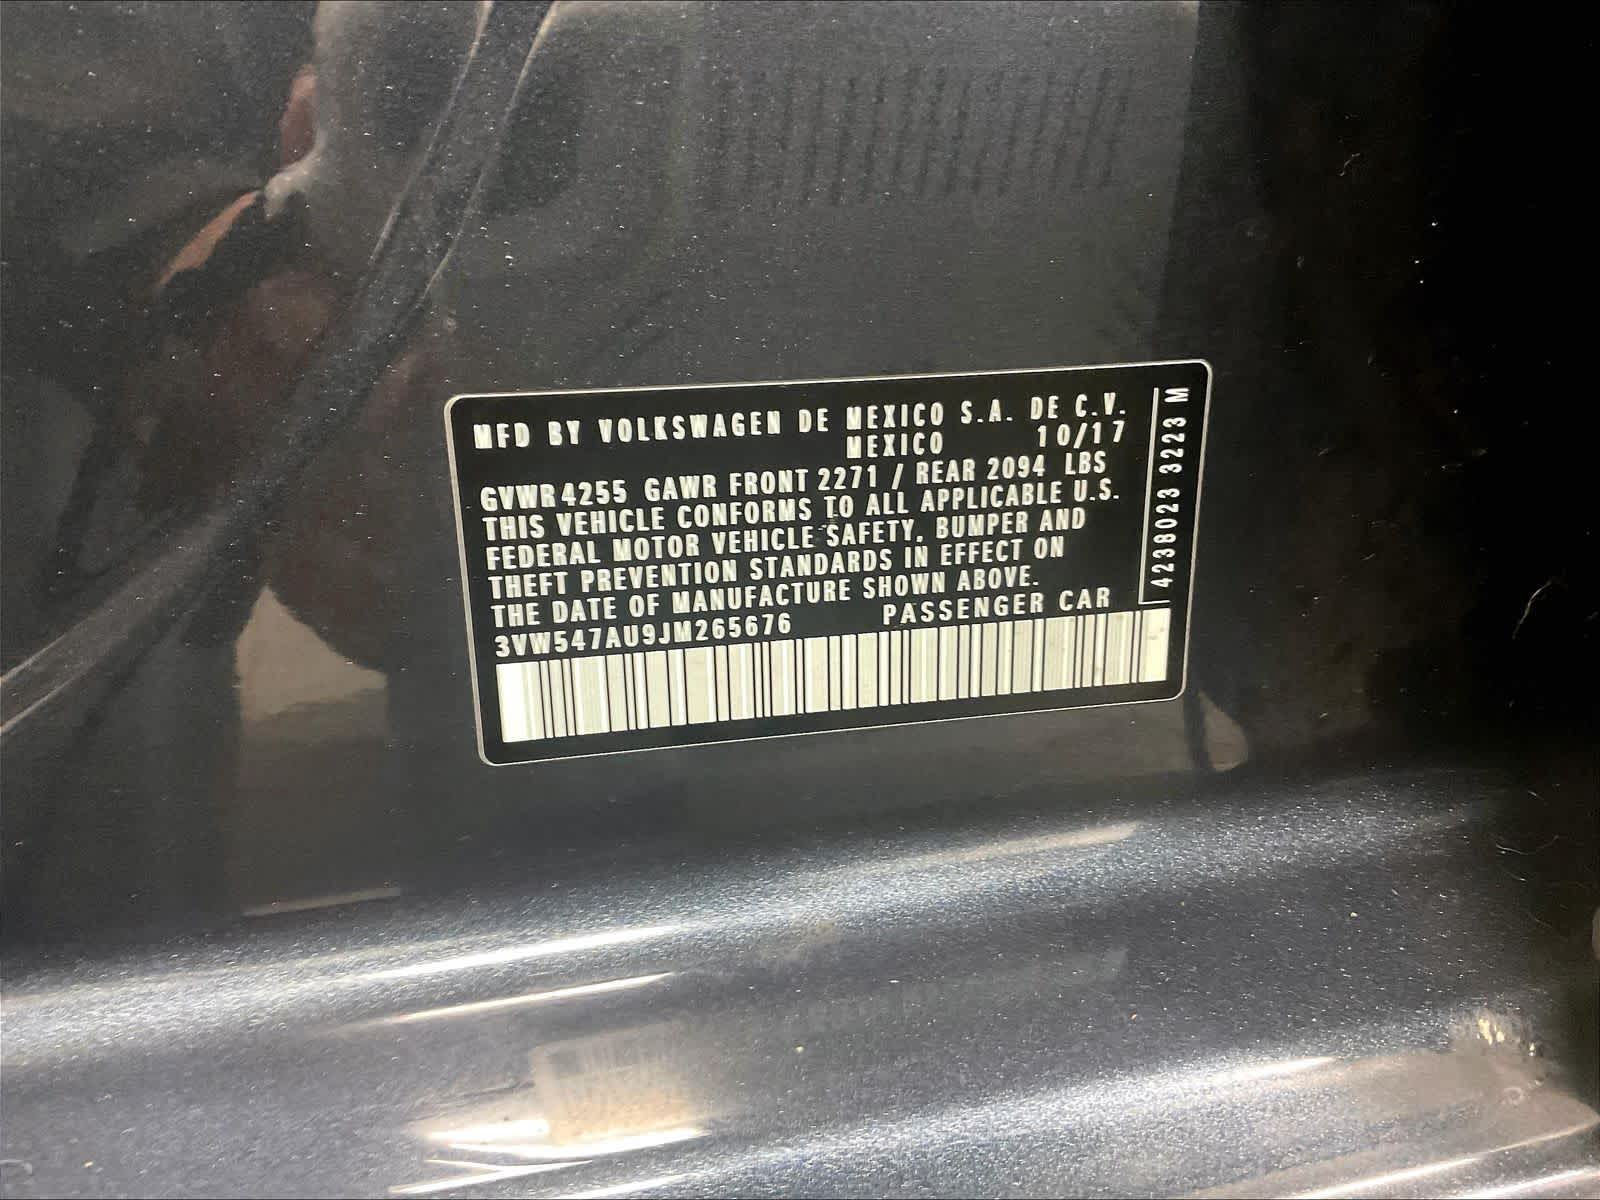 MFD BY VOLKSWAGEN DE MEXICO S.A. DE C.V.
MEXICO 10/17
GVWR 4255 GAWR FRONT 2271 / REAR 2094 LBS
THIS VEHICLE CONFORMS TO ALL APPLICABLE U.S.
FEDERAL MOTOR VEHICLE SAFETY, BUMPER AND
THEFT PREVENTION STANDARDS IN EFFECT ON
THE DATE OF MANUFACTURE SHOWN ABOVE.
3VW547AU9JM265676 PASSENGER CAR
4238023 3223 M